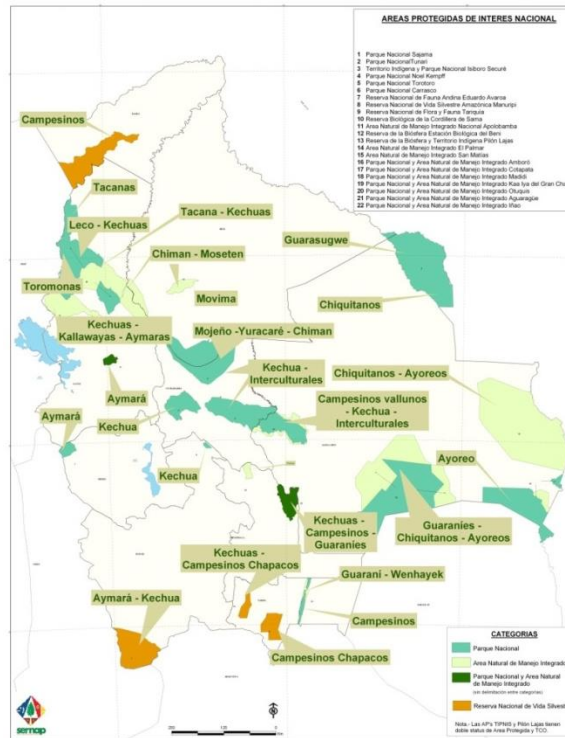 AREAS PROTEGIDAS DE INTERES NACIONAL
1 Parque Nacional Sajama
2 Parque NacionalTunari
3 Territorio Indígena y Parque Nacional Isiboro Securé
4 Parque Nacional Noel Kempff
5 Parque Nacional Torotoro
6 Parque Nacional Carrasco
7 Reserva Nacional de Fauna Andina Eduardo Avaroa
8 Reserva Nacional de Vida Silvestre Amazónica Manuripi
9 Reserva Nacional de Flora y Fauna Tariquia
10 Reserva Biológica de la Cordillera de Sama
11 Area Natural de Manejo Integrado Nacional Apolobamba
12 Reserva de la Biósfera Estación Biológica del Beni
13 Reserva de la Biósfera y Territorio Indígena Pilón Lajas
14 Area Natural de Manejo Integrado El Palmar
15 Area Natural de Manejo Integrado San Matías
16 Parque Nacional y Area Natural de Manejo Integrado Amboró
17 Parque Nacional y Area Natural de Manejo Integrado Cotapata
18 Parque Nacional y Area Natural de Manejo Integrado Madidi
19 Parque Nacional y Area Natural de Manejo Integrado Kaa Iya del Gran Cha
20 Parque Nacional y Area Natural de Manejo Integrado Otuquis
21 Parque Nacional y Area Natural de Manejo Integrado Aguaragüe
22 Parque Nacional y Area Natural de Manejo Integrado Iñao
Campesinos
Tacanas
Leco - Kechuas
Tacana - Kechuas
Guarasugwe
Chiman - Moseten
Toromonas
Movima
Chiquitanos
Kechuas -
Kallawayas - Aymaras
Mojeño -Yuracaré - Chiman
Kechua -
Interculturales
Chiquitanos - Ayoreos
Aymará
Campesinos vallunos
- Kechua -
Interculturales
Aymará
Kechua
Kechua
Ayoreo
Kechuas -
Campesinos -
Guaraníes
Guaraníes -
Chiquitanos - Ayoreos
Kechuas -
Campesinos Chapacos
Guaraní - Wenhayek
Aymará - Kechua
Campesinos
Campesinos Chapacos
CATEGORIAS
Parque Nacional
Area Natural de Manejo Integrado
Parque Nacional y Area Natural
de Manejo Integrado
(sin delimitación entre categorias)
Reserva Nacional de Vida Silvest
Nota.- Las AP's TIPNIS y Pilón Lajas tienen
doble status de Area Protegida y TCO.
sernap
N